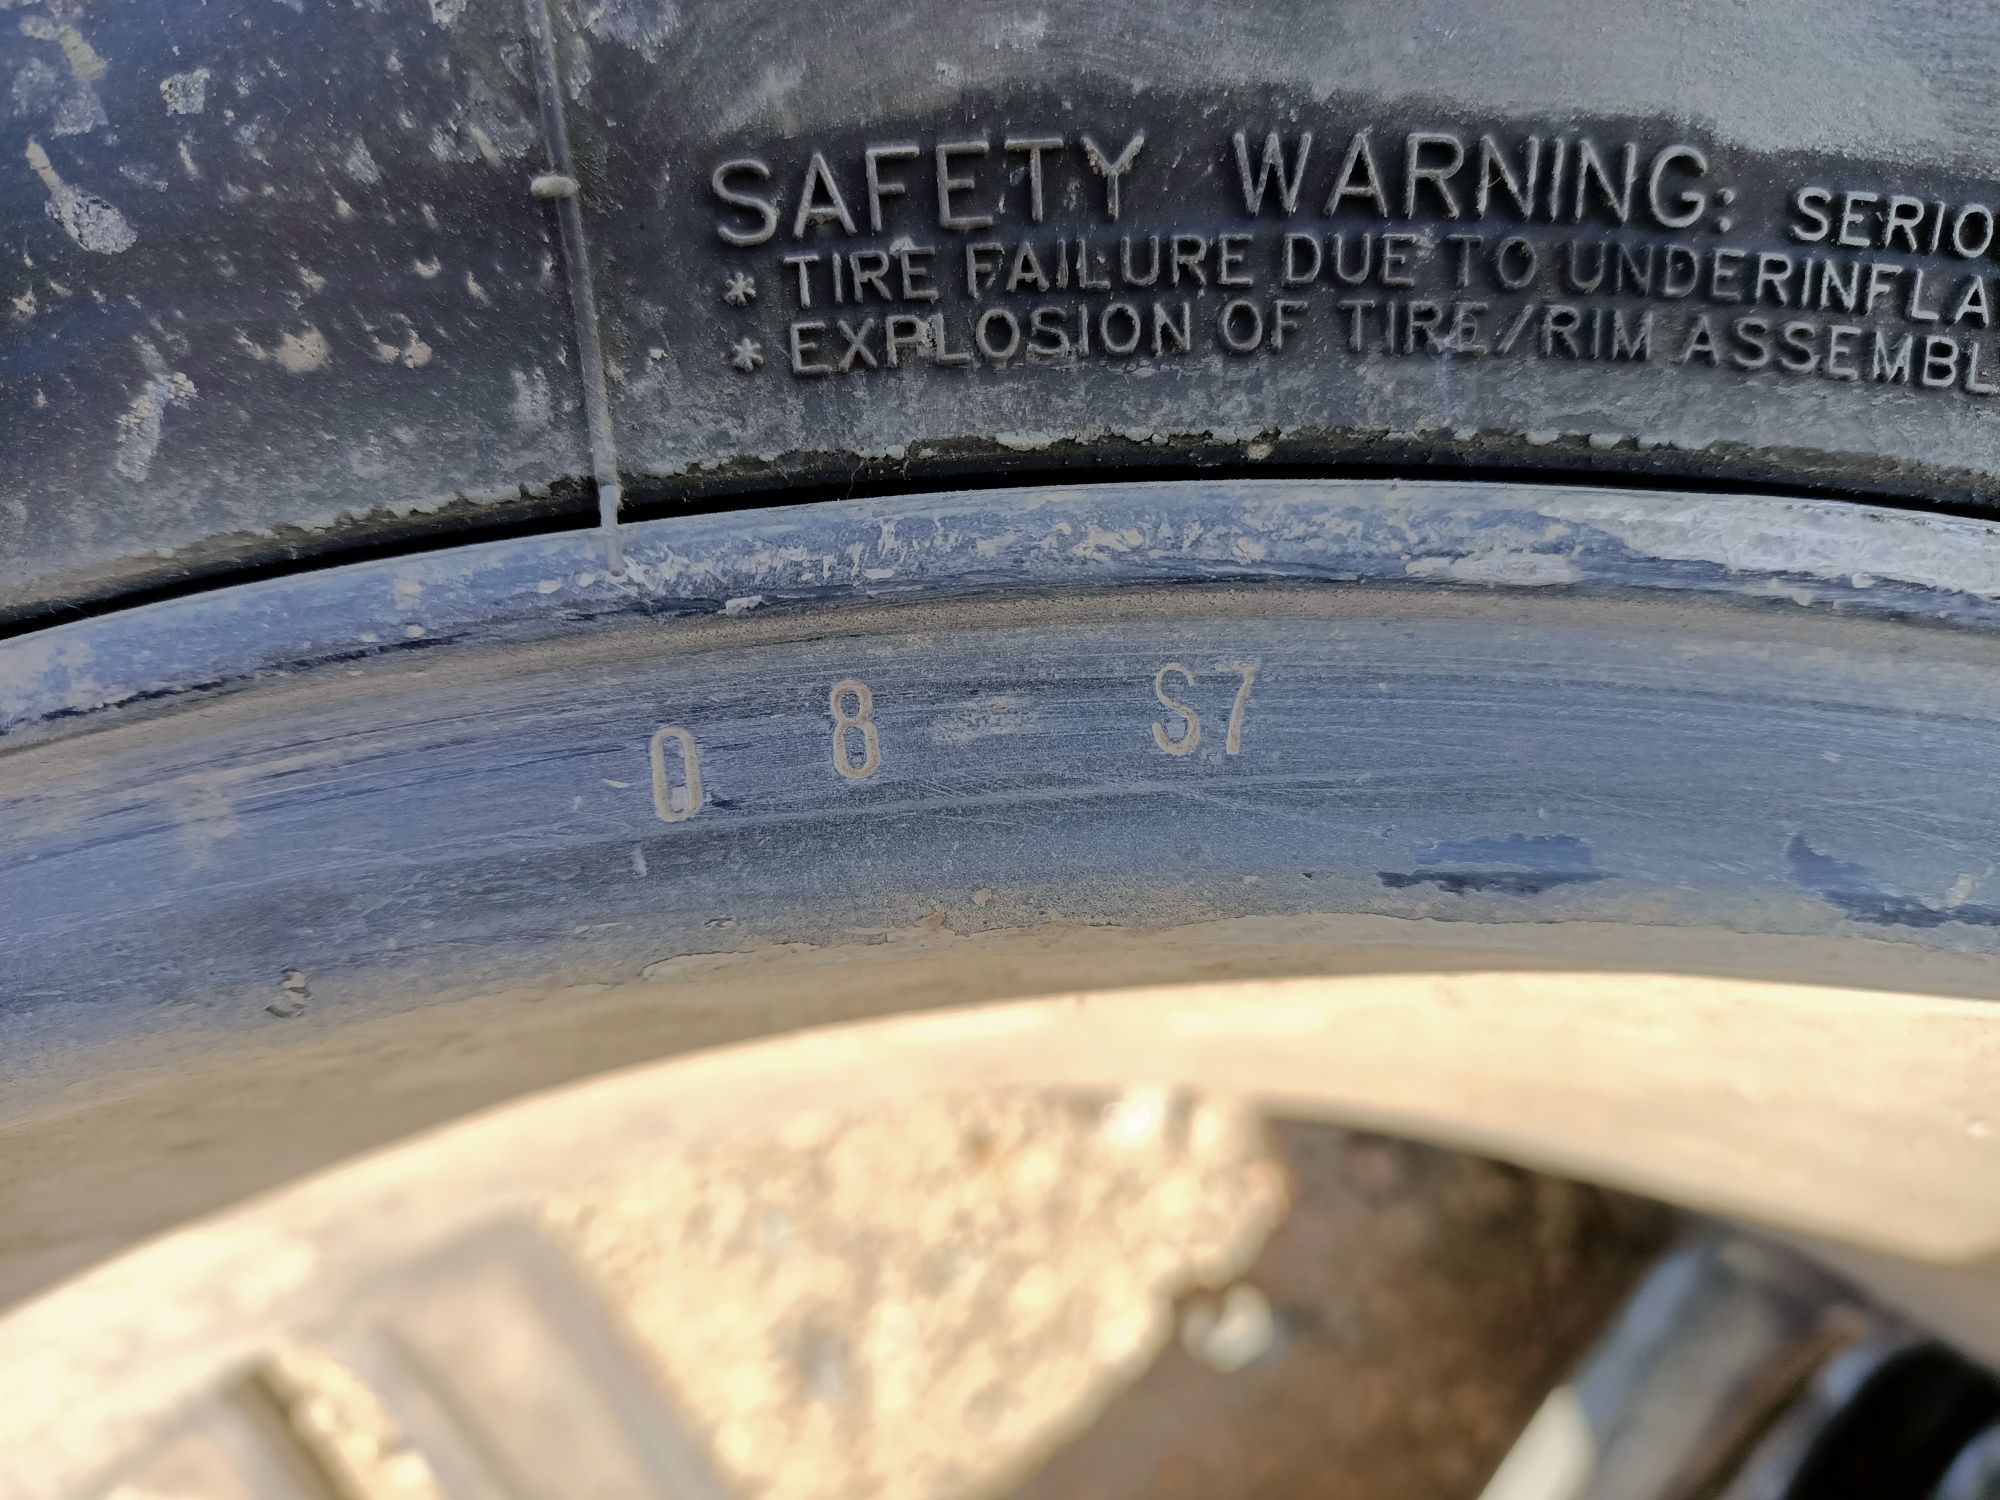 SAFETY WARNING: SERIO
* TIRE FAILURE DUE TO UNDERINFLA
* EXPLOSION OF TIRE/RIM ASSEMBL
0 8 S7